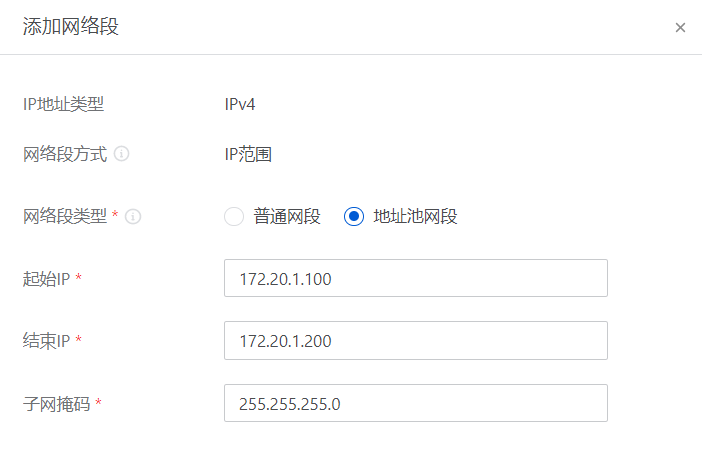 添加网络段 ×
IP地址类型 IPv4
网络段方式 IP范围
网络段类型 * 普通网段 地址池网段
起始IP * 172.20.1.100
结束IP * 172.20.1.200
子网掩码 * 255.255.255.0